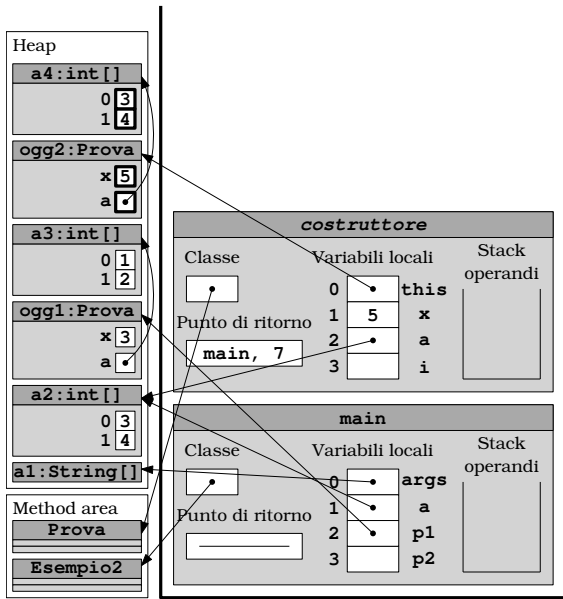 Heap
a4:int[]
0 3
1 4
ogg2:Prova
x 5
a
a3:int[]
0 1
1 2
ogg1:Prova
x 3
a
a2:int[]
0 3
1 4
a1:String[]
Method area
Prova
Esempio2
costruttore
Classe
Variabili locali
Stack
operandi
0 this
1 5 x
2 a
3 i
Punto di ritorno
main, 7
main
Classe
Variabili locali
Stack
operandi
0 args
1 a
2 p1
3 p2
Punto di ritorno